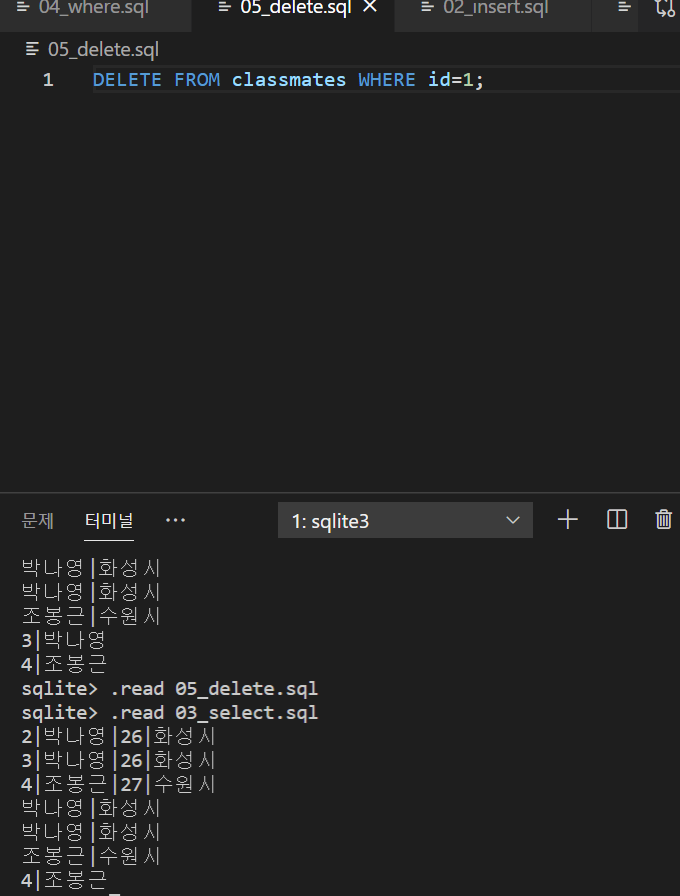 04_where.sql 05_delete.sql 02_insert.sql
05_delete.sql
1 DELETE FROM classmates WHERE id=1;
문제 터미널 ··· 1: sqlite3
박나영|화성시
박나영|화성시
조봉근|수원시
3|박나영
4|조봉근
sqlite> .read 05_delete.sql
sqlite> .read 03_select.sql
2|박나영|26|화성시
3|박나영|26|화성시
4|조봉근|27|수원시
박나영|화성시
박나영|화성시
조봉근|수원시
4|조봉근